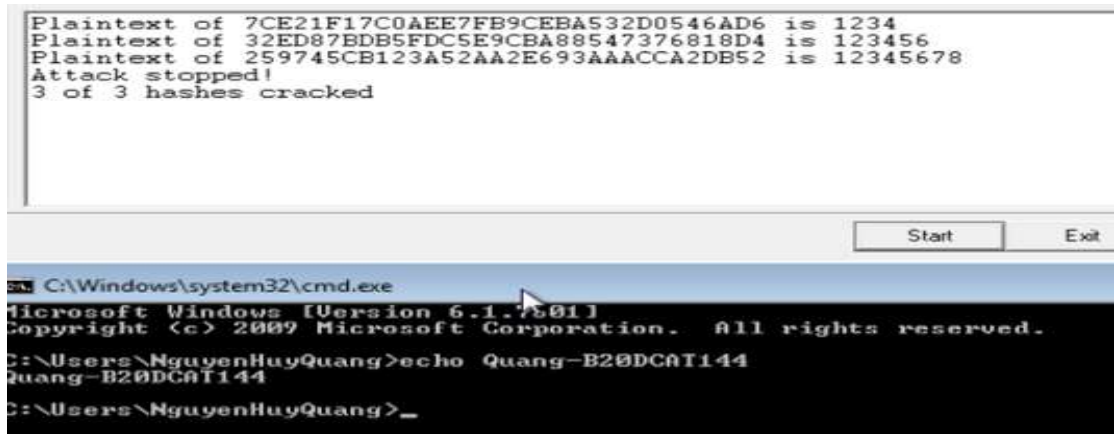 Plaintext of 7CE21F17C0AEE7FB9CEBA532D0546AD6 is 1234
Plaintext of 32ED87BDB5FDC5E9CBA88547376818D4 is 123456
Plaintext of 259745CB123A52AA2E693AAACCA2DB52 is 12345678
Attack stopped!
3 of 3 hashes cracked
Start Exit
C:\Windows\system32\cmd.exe
Microsoft Windows [Version 6.1.7601]
Copyright (c) 2009 Microsoft Corporation. All rights reserved.
C:\Users\NguyenHuyQuang>echo Quang-B20DCAT144
Quang-B20DCAT144
C:\Users\NguyenHuyQuang>_